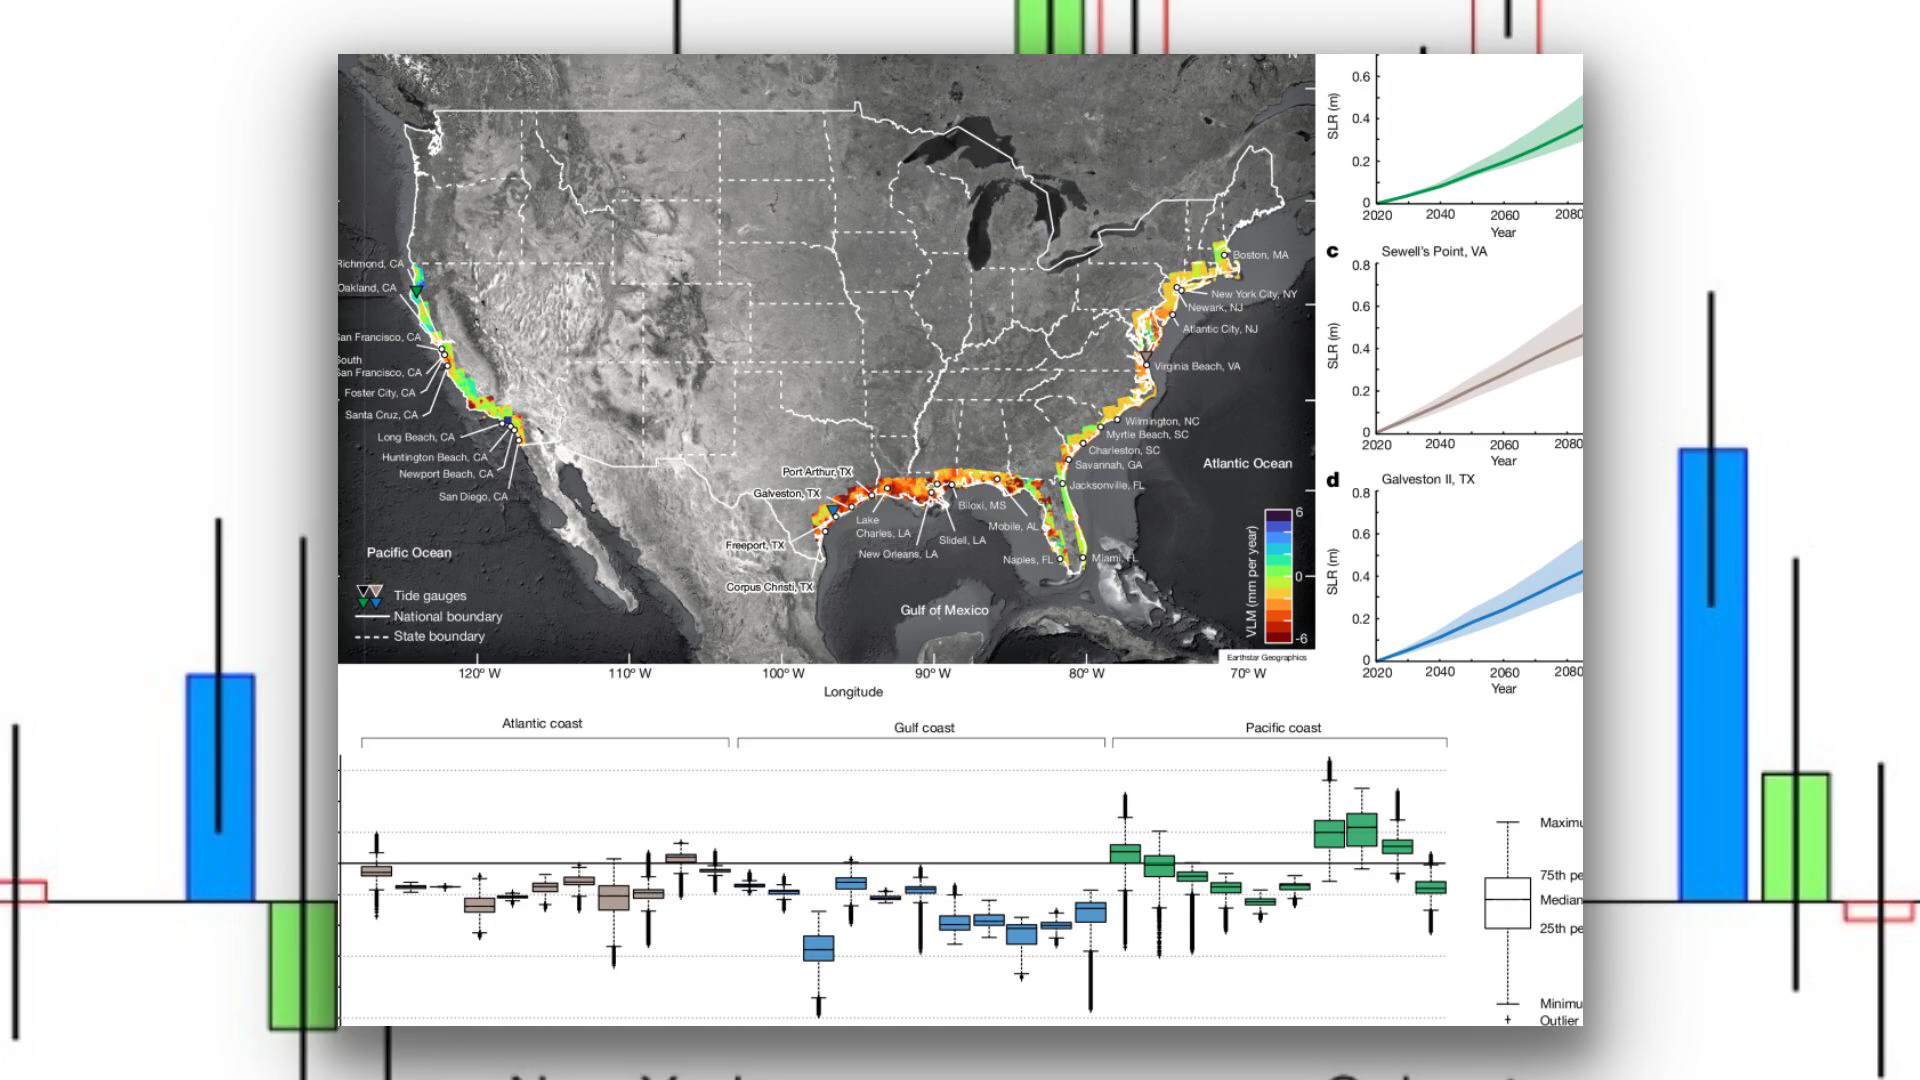 N
Richmond, CA
Oakland, CA
San Francisco, CA
South
San Francisco, CA
Foster City, CA
Santa Cruz, CA
Long Beach, CA
Huntington Beach, CA
Newport Beach, CA
San Diego, CA
Boston, MA
New York City, NY
Newark, NJ
Atlantic City, NJ
Virginia Beach, VA
Wilmington, NC
Myrtle Beach, SC
Charleston, SC
Savannah, GA
Jacksonville, FL
Atlantic Ocean
Port Arthur, TX
Galveston, TX
Freeport, TX
Corpus Christi, TX
Lake
Charles, LA
New Orleans, LA
Slidell, LA
Biloxi, MS
Mobile, AL
Naples, FL
Miami, FL
Gulf of Mexico
Pacific Ocean
Tide gauges
National boundary
State boundary
VLM (mm per year)
6
0
-6
Earthstar Geographics
120° W
110° W
100° W
90° W
80° W
70° W
Longitude
SLR (m)
0.6
0.4
0.2
0
2020
2040
2060
2080
Year
c
Sewell's Point, VA
SLR (m)
0.8
0.6
0.4
0.2
0
2020
2040
2060
2080
Year
d
Galveston II, TX
SLR (m)
0.8
0.6
0.4
0.2
0
2020
2040
2060
2080
Year
Atlantic coast
Gulf coast
Pacific coast
Maximu
75th pe
Median
25th pe
Minimu
Outlier